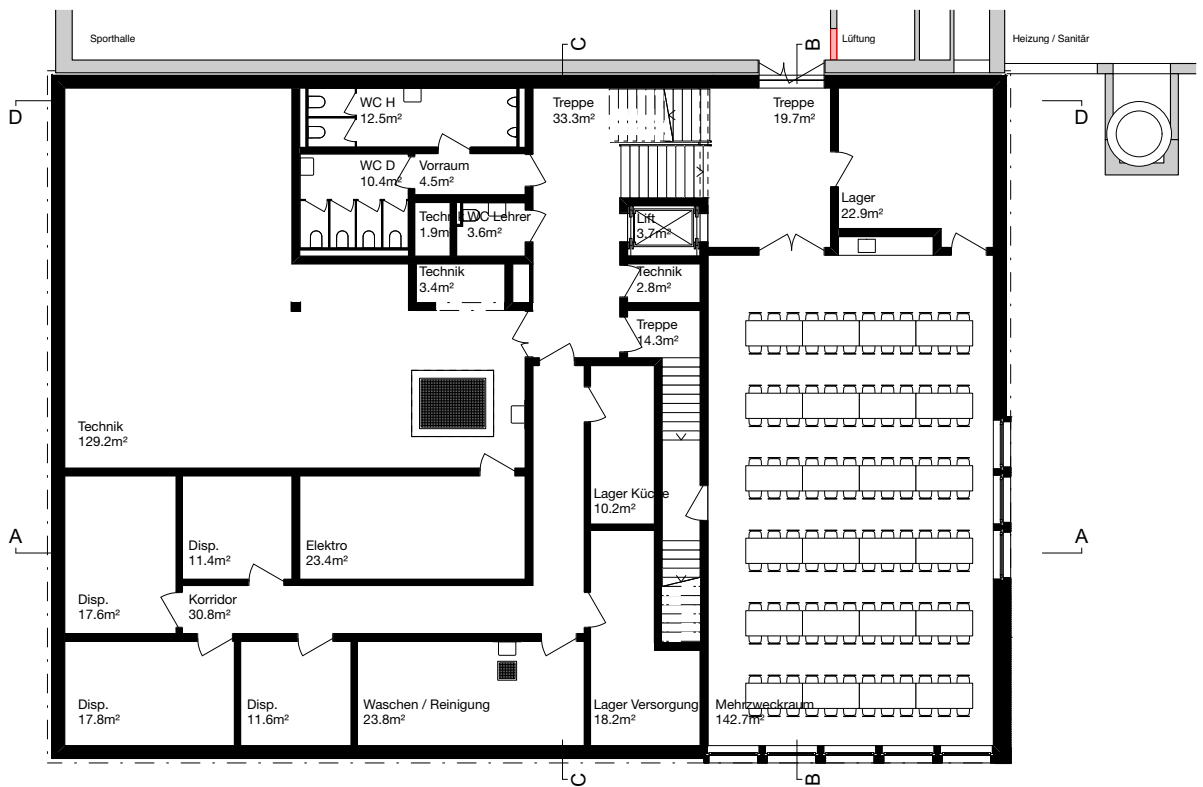 Sporthalle
C
B
Lüftung
Heizung / Sanitär
D
D
WC H
12.5m²
Treppe
33.3m²
Treppe
19.7m²
WC D
10.4m²
Vorraum
4.5m²
Lager
22.9m²
Technik
1.9m²
WC Lehrer
3.6m²
Lift
3.7m²
Technik
3.4m²
Technik
2.8m²
Treppe
14.3m²
Technik
129.2m²
Lager Küche
10.2m²
A
A
Disp.
11.4m²
Elektro
23.4m²
Disp.
17.6m²
Korridor
30.8m²
Disp.
17.8m²
Disp.
11.6m²
Waschen / Reinigung
23.8m²
Lager Versorgung
18.2m²
Mehrzweckraum
142.7m²
C
B